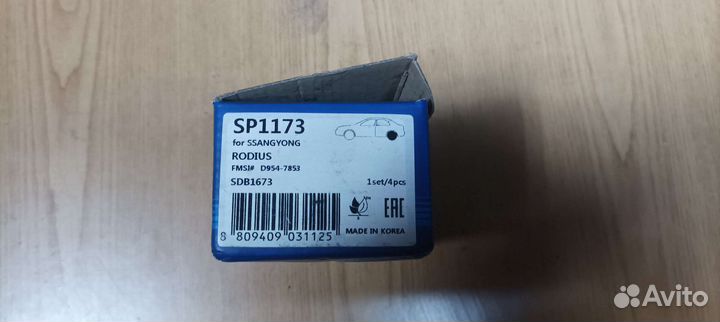 SP1173
for SSANGYONG
RODIUS
FMSI# D954-7853
SDB1673
1set/4pcs
8 809409 031125
EAC
MADE IN KOREA
Avito